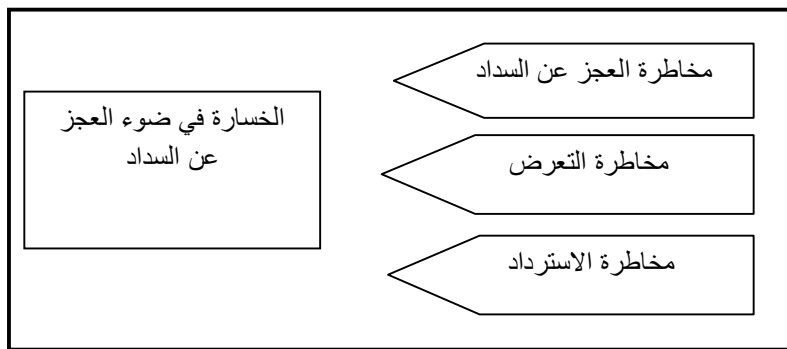 مخاطرة العجز عن السداد
مخاطرة التعرض
مخاطرة الاسترداد
الخسارة في ضوء العجز
عن السداد